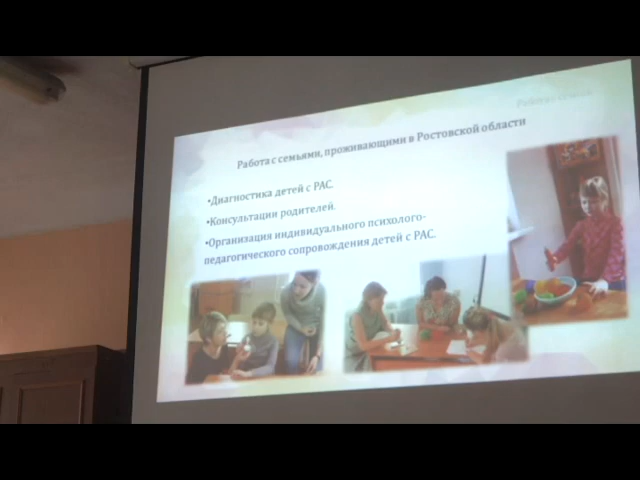 Работа с семьями, проживающими в Ростовской области
•Диагностика детей с РАС.
•Консультации родителей.
•Организация индивидуального психолого-
педагогического сопровождения детей с РАС.